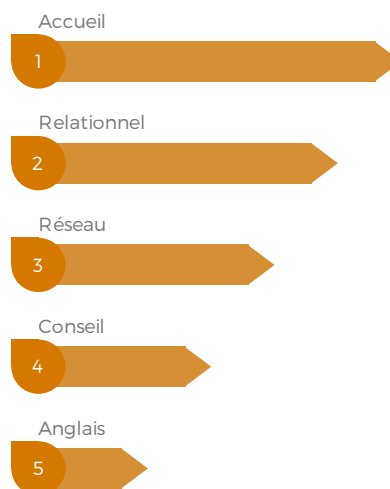 Accueil
1
Relationnel
2
Réseau
3
Conseil
4
Anglais
5